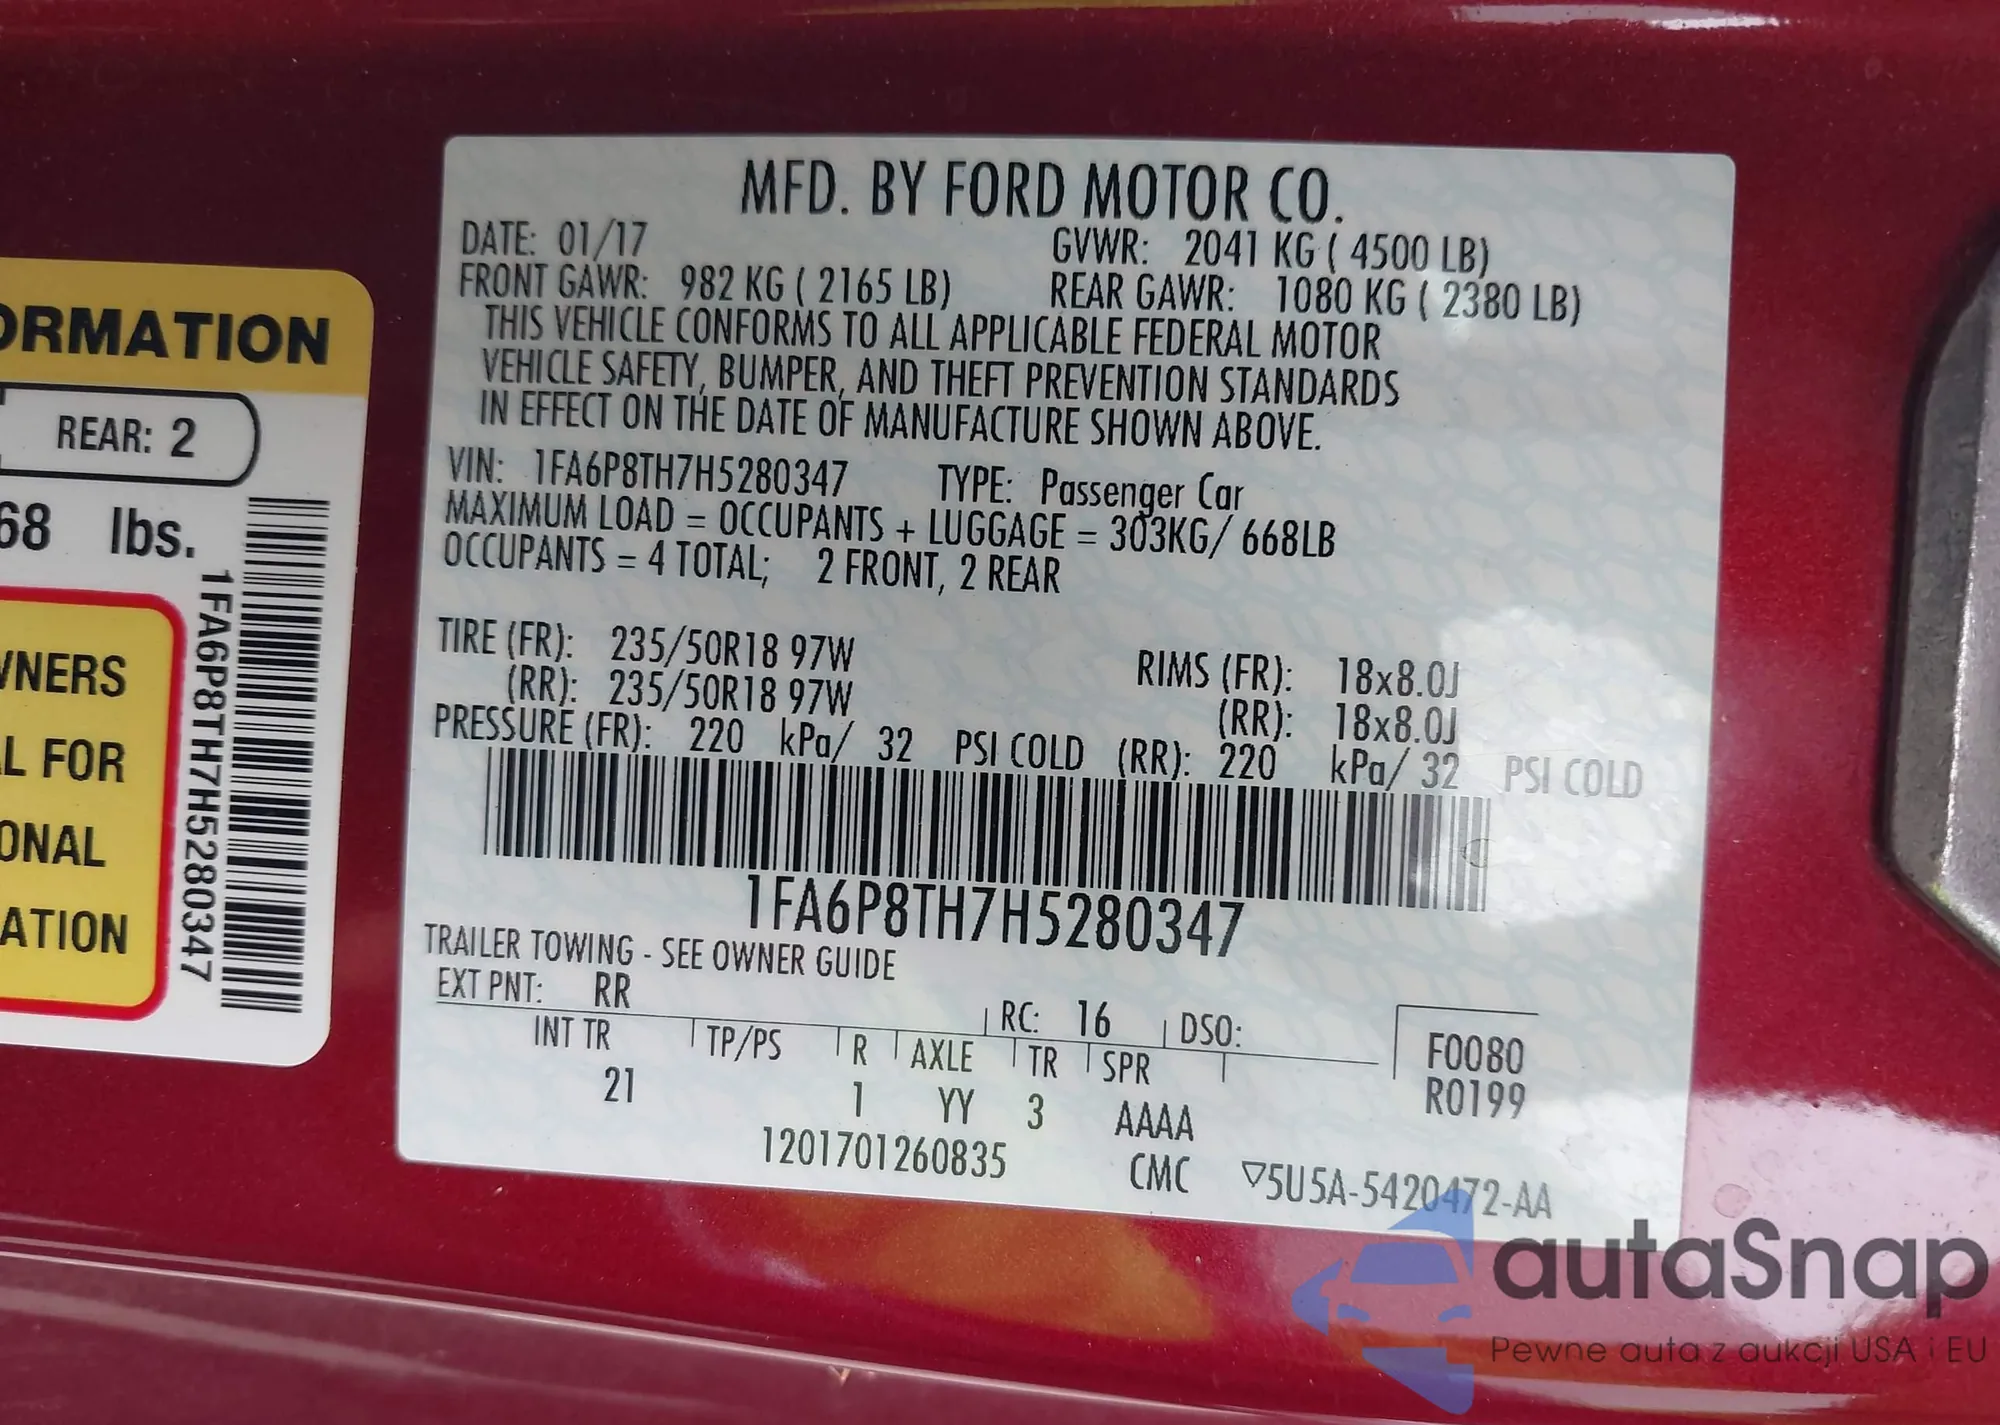 ORMATION
REAR: 2
68 lbs.
WNERS
L FOR
ONAL
ATION
1FA6P8TH7H5280347
MFD. BY FORD MOTOR CO.
DATE: 01/17 GVWR: 2041 KG ( 4500 LB)
FRONT GAWR: 982 KG ( 2165 LB) REAR GAWR: 1080 KG ( 2380 LB)
THIS VEHICLE CONFORMS TO ALL APPLICABLE FEDERAL MOTOR
VEHICLE SAFETY, BUMPER, AND THEFT PREVENTION STANDARDS
IN EFFECT ON THE DATE OF MANUFACTURE SHOWN ABOVE.
VIN: 1FA6P8TH7H5280347 TYPE: Passenger Car
MAXIMUM LOAD = OCCUPANTS + LUGGAGE = 303KG/ 668LB
OCCUPANTS = 4 TOTAL; 2 FRONT, 2 REAR
TIRE (FR): 235/50R18 97W RIMS (FR): 18x8.0J
(RR): 235/50R18 97W (RR): 18x8.0J
PRESSURE (FR): 220 kPa/ 32 PSI COLD (RR): 220 kPa/ 32 PSI COLD
1FA6P8TH7H5280347
TRAILER TOWING - SEE OWNER GUIDE
EXT PNT: RR RC: 16 DSO:
INT TR TP/PS R AXLE TR SPR F0080
21 1 YY 3 AAAA R0199
1201701260835 CMC ▽5U5A-5420472-AA
autaSnap
Pewne auta z aukcji USA i EU